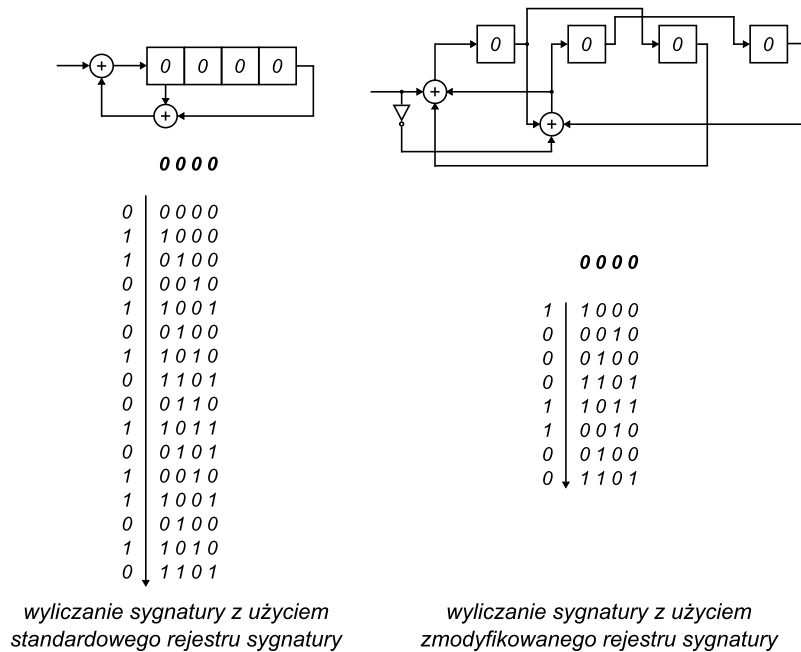 0 0 0 0
0 0 0 0
0 0 0 0
0 0 0 0 0
1 1 0 0 0
1 0 1 0 0
0 0 0 1 0
1 1 0 0 1
0 0 1 0 0
1 1 0 1 0
0 1 1 0 1
0 0 1 1 0
1 1 0 1 1
0 0 1 0 1
1 0 0 1 0
1 1 0 0 1
0 0 1 0 0
1 1 0 1 0
0 1 1 0 1
wyliczanie sygnatury z użyciem
standardowego rejestru sygnatury
0 0 0 0
1 1 0 0 0
0 0 0 1 0
0 0 1 0 0
0 1 1 0 1
1 1 0 1 1
1 0 0 1 0
0 0 1 0 0
0 1 1 0 1
wyliczanie sygnatury z użyciem
zmodyfikowanego rejestru sygnatury